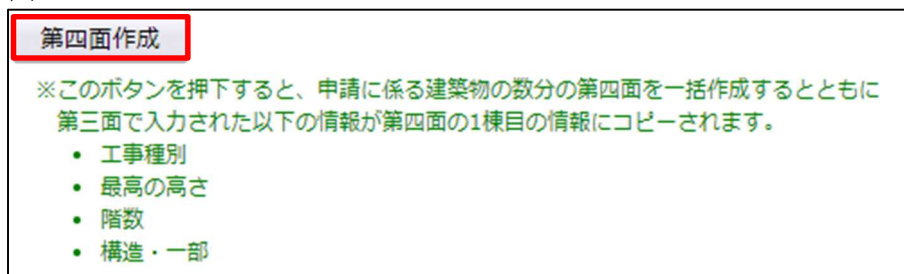 第四面作成
※このボタンを押下すると、申請に係る建築物の数分の第四面を一括作成するとともに
第三面で入力された以下の情報が第四面の1棟目の情報にコピーされます。
• 工事種別
• 最高の高さ
• 階数
• 構造・一部